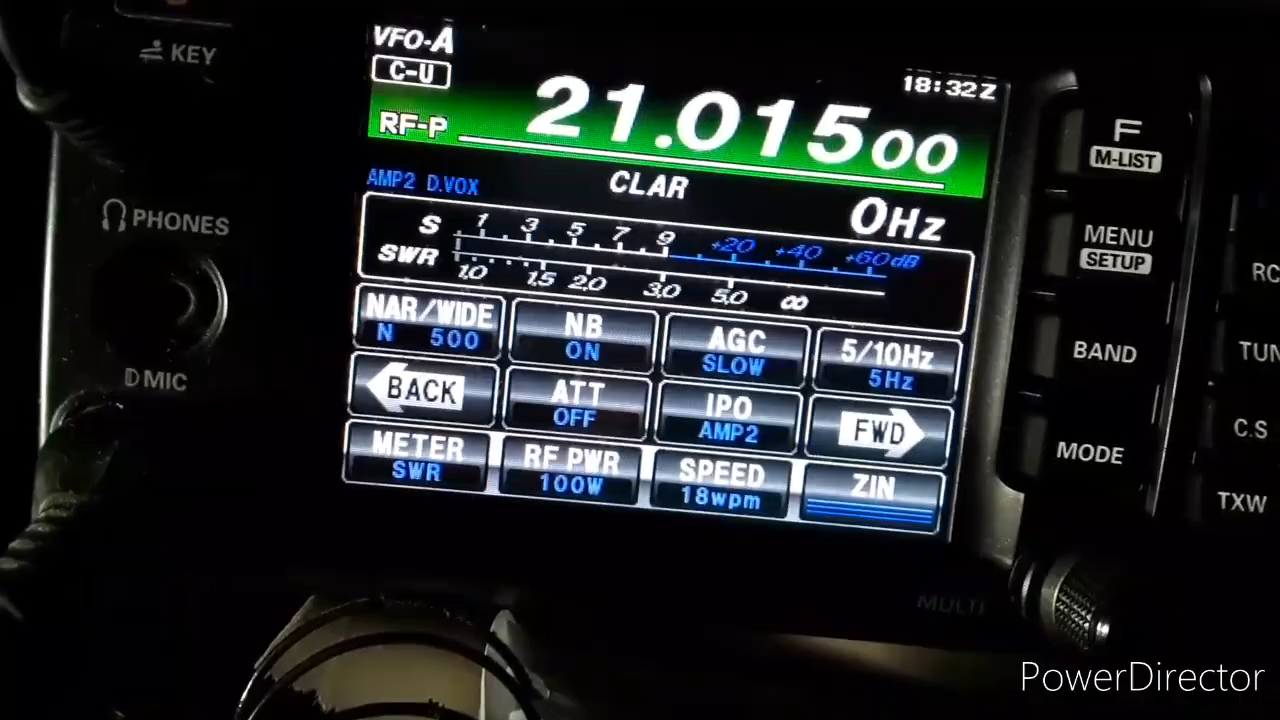 KEY
PHONES
D MIC
VFO-A
C-U
18:32Z
RF-P
21.01500
AMP2 D.VOX
CLAR
0Hz
S 1 3 5 7 9 +20 +40 +60dB
SWR 1.0 1.5 2.0 3.0 5.0 ∞
NAR/WIDE
N 500
NB
ON
AGC
SLOW
5/10Hz
5Hz
BACK
ATT
OFF
IPO
AMP2
FWD
METER
SWR
RF PWR
100W
SPEED
18wpm
ZIN
F
M-LIST
MENU
SETUP
BAND
MODE
RC
TUN
C.S
TXW
MULTI
PowerDirector